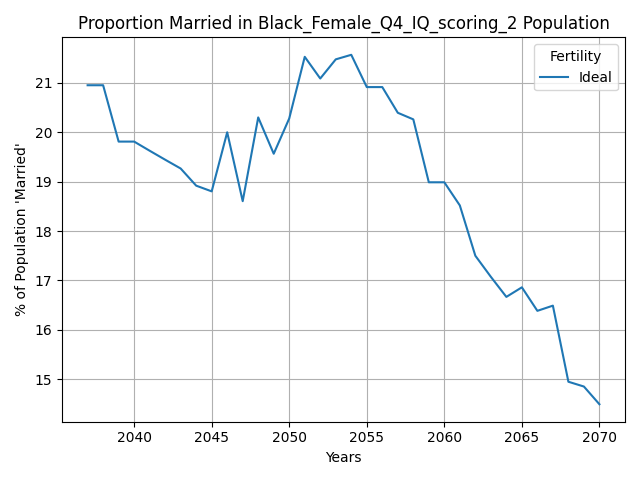 Proportion Married in Black_Female_Q4_IQ_scoring_2 Population
Fertility
Ideal
% of Population 'Married'
21
20
19
18
17
16
15
2040 2045 2050 2055 2060 2065 2070
Years